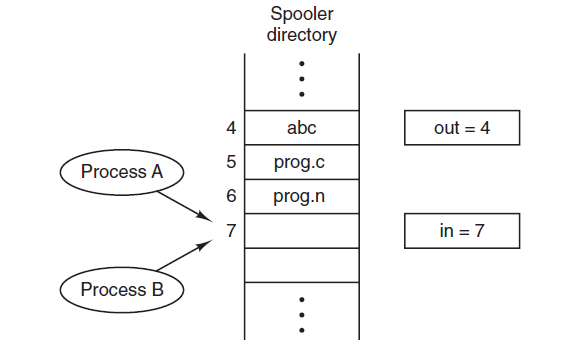 Spooler
directory
4 abc out = 4
Process A
5 prog.c
6 prog.n
7 in = 7
Process B